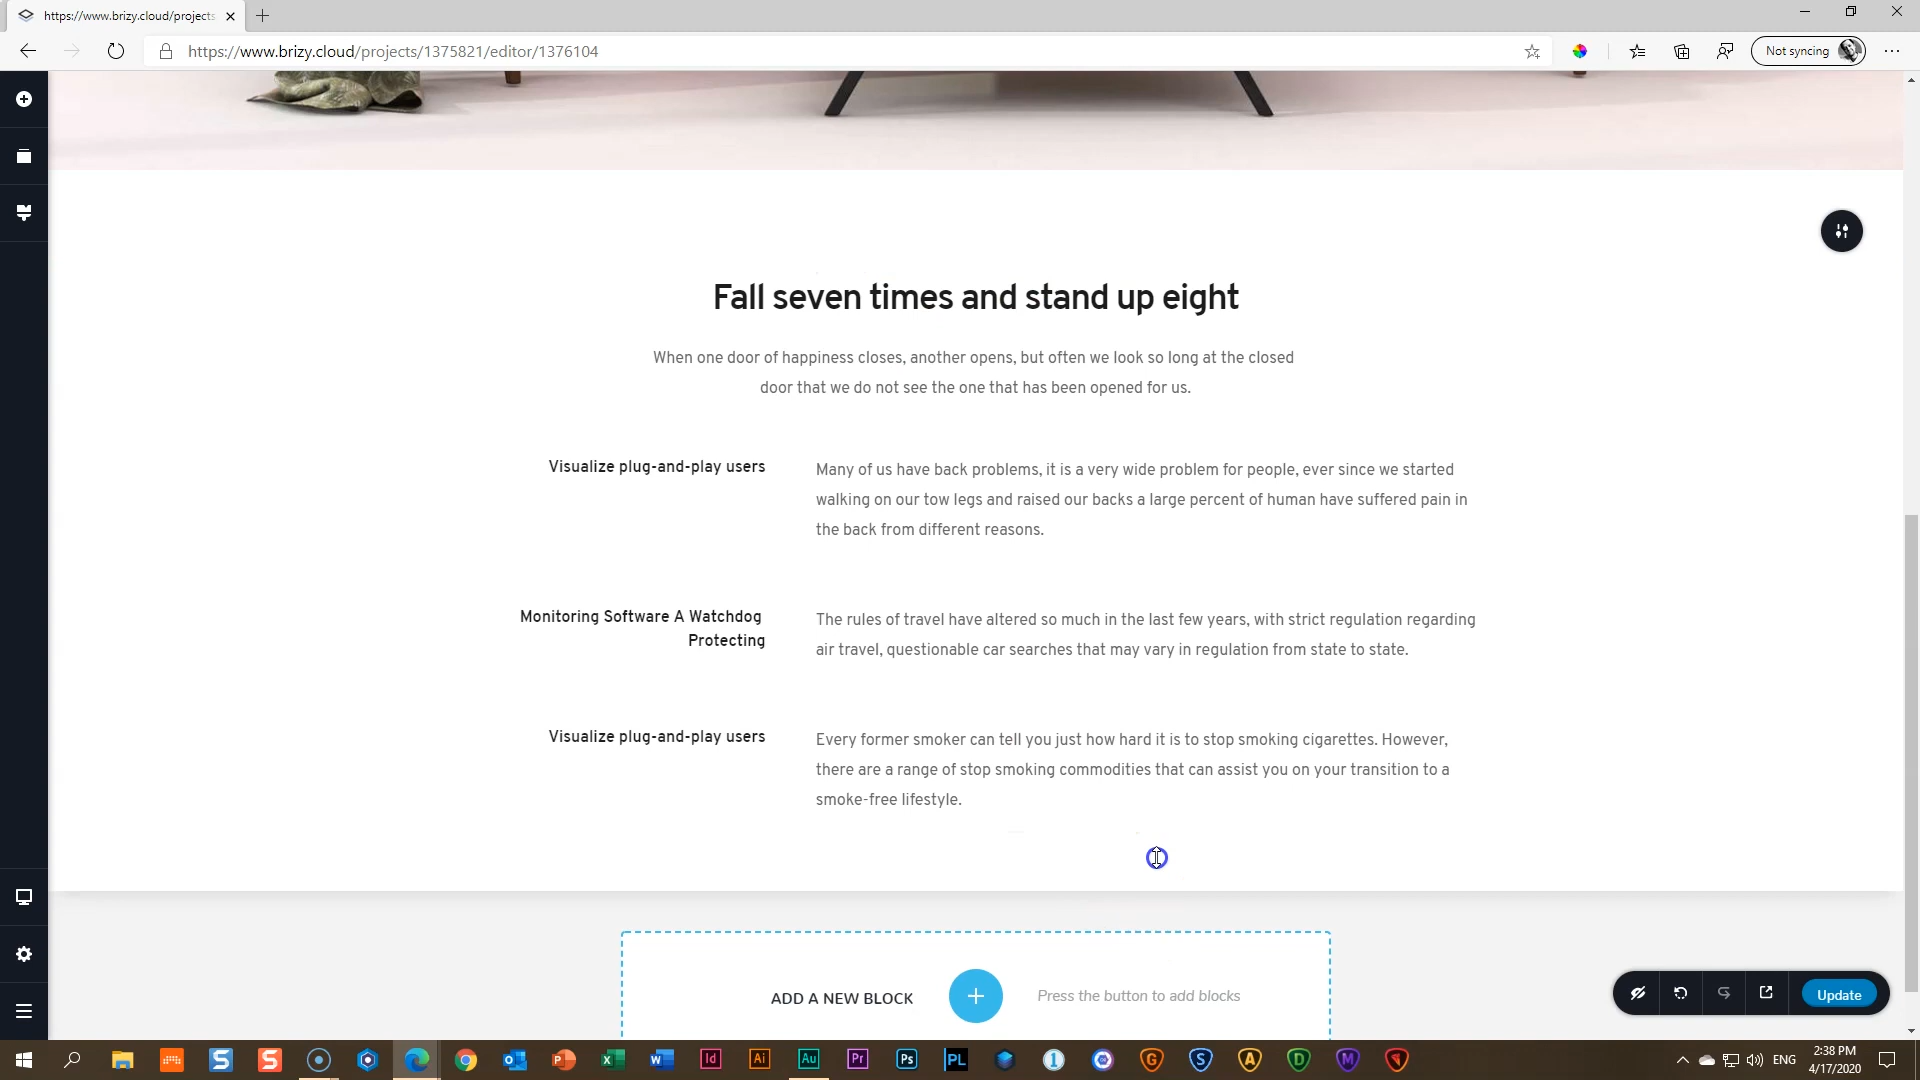 https://www.brizy.cloud/projects
https://www.brizy.cloud/projects/1375821/editor/1376104
Not syncing
Fall seven times and stand up eight
When one door of happiness closes, another opens, but often we look so long at the closed
door that we do not see the one that has been opened for us.
Visualize plug-and-play users
Many of us have back problems, it is a very wide problem for people, ever since we started
walking on our tow legs and raised our backs a large percent of human have suffered pain in
the back from different reasons.
Monitoring Software A Watchdog
Protecting
The rules of travel have altered so much in the last few years, with strict regulation regarding
air travel, questionable car searches that may vary in regulation from state to state.
Visualize plug-and-play users
Every former smoker can tell you just how hard it is to stop smoking cigarettes. However,
there are a range of stop smoking commodities that can assist you on your transition to a
smoke-free lifestyle.
ADD A NEW BLOCK
Press the button to add blocks
Update
Id
Ai
Au
Pr
Ps
PL
ENG
2:38 PM
4/17/2020